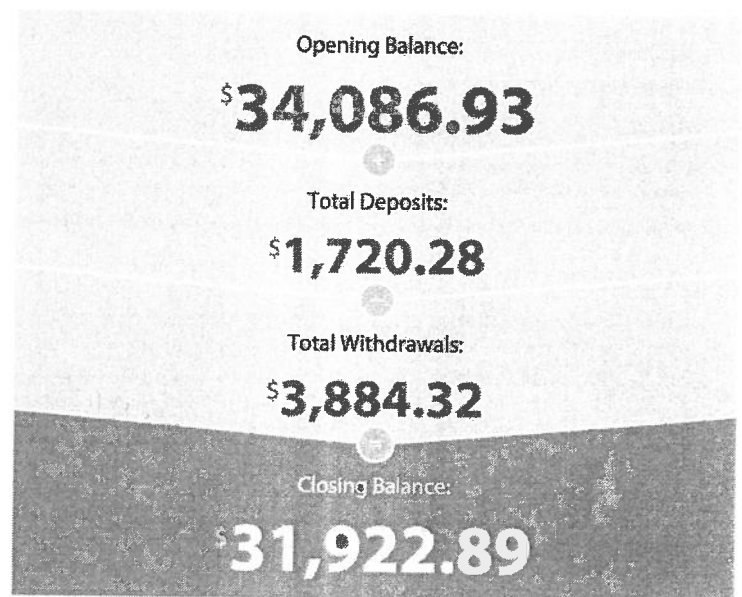 Opening Balance:
$34,086.93
+
Total Deposits:
$1,720.28
−
Total Withdrawals:
$3,884.32
=
Closing Balance:
$31,922.89